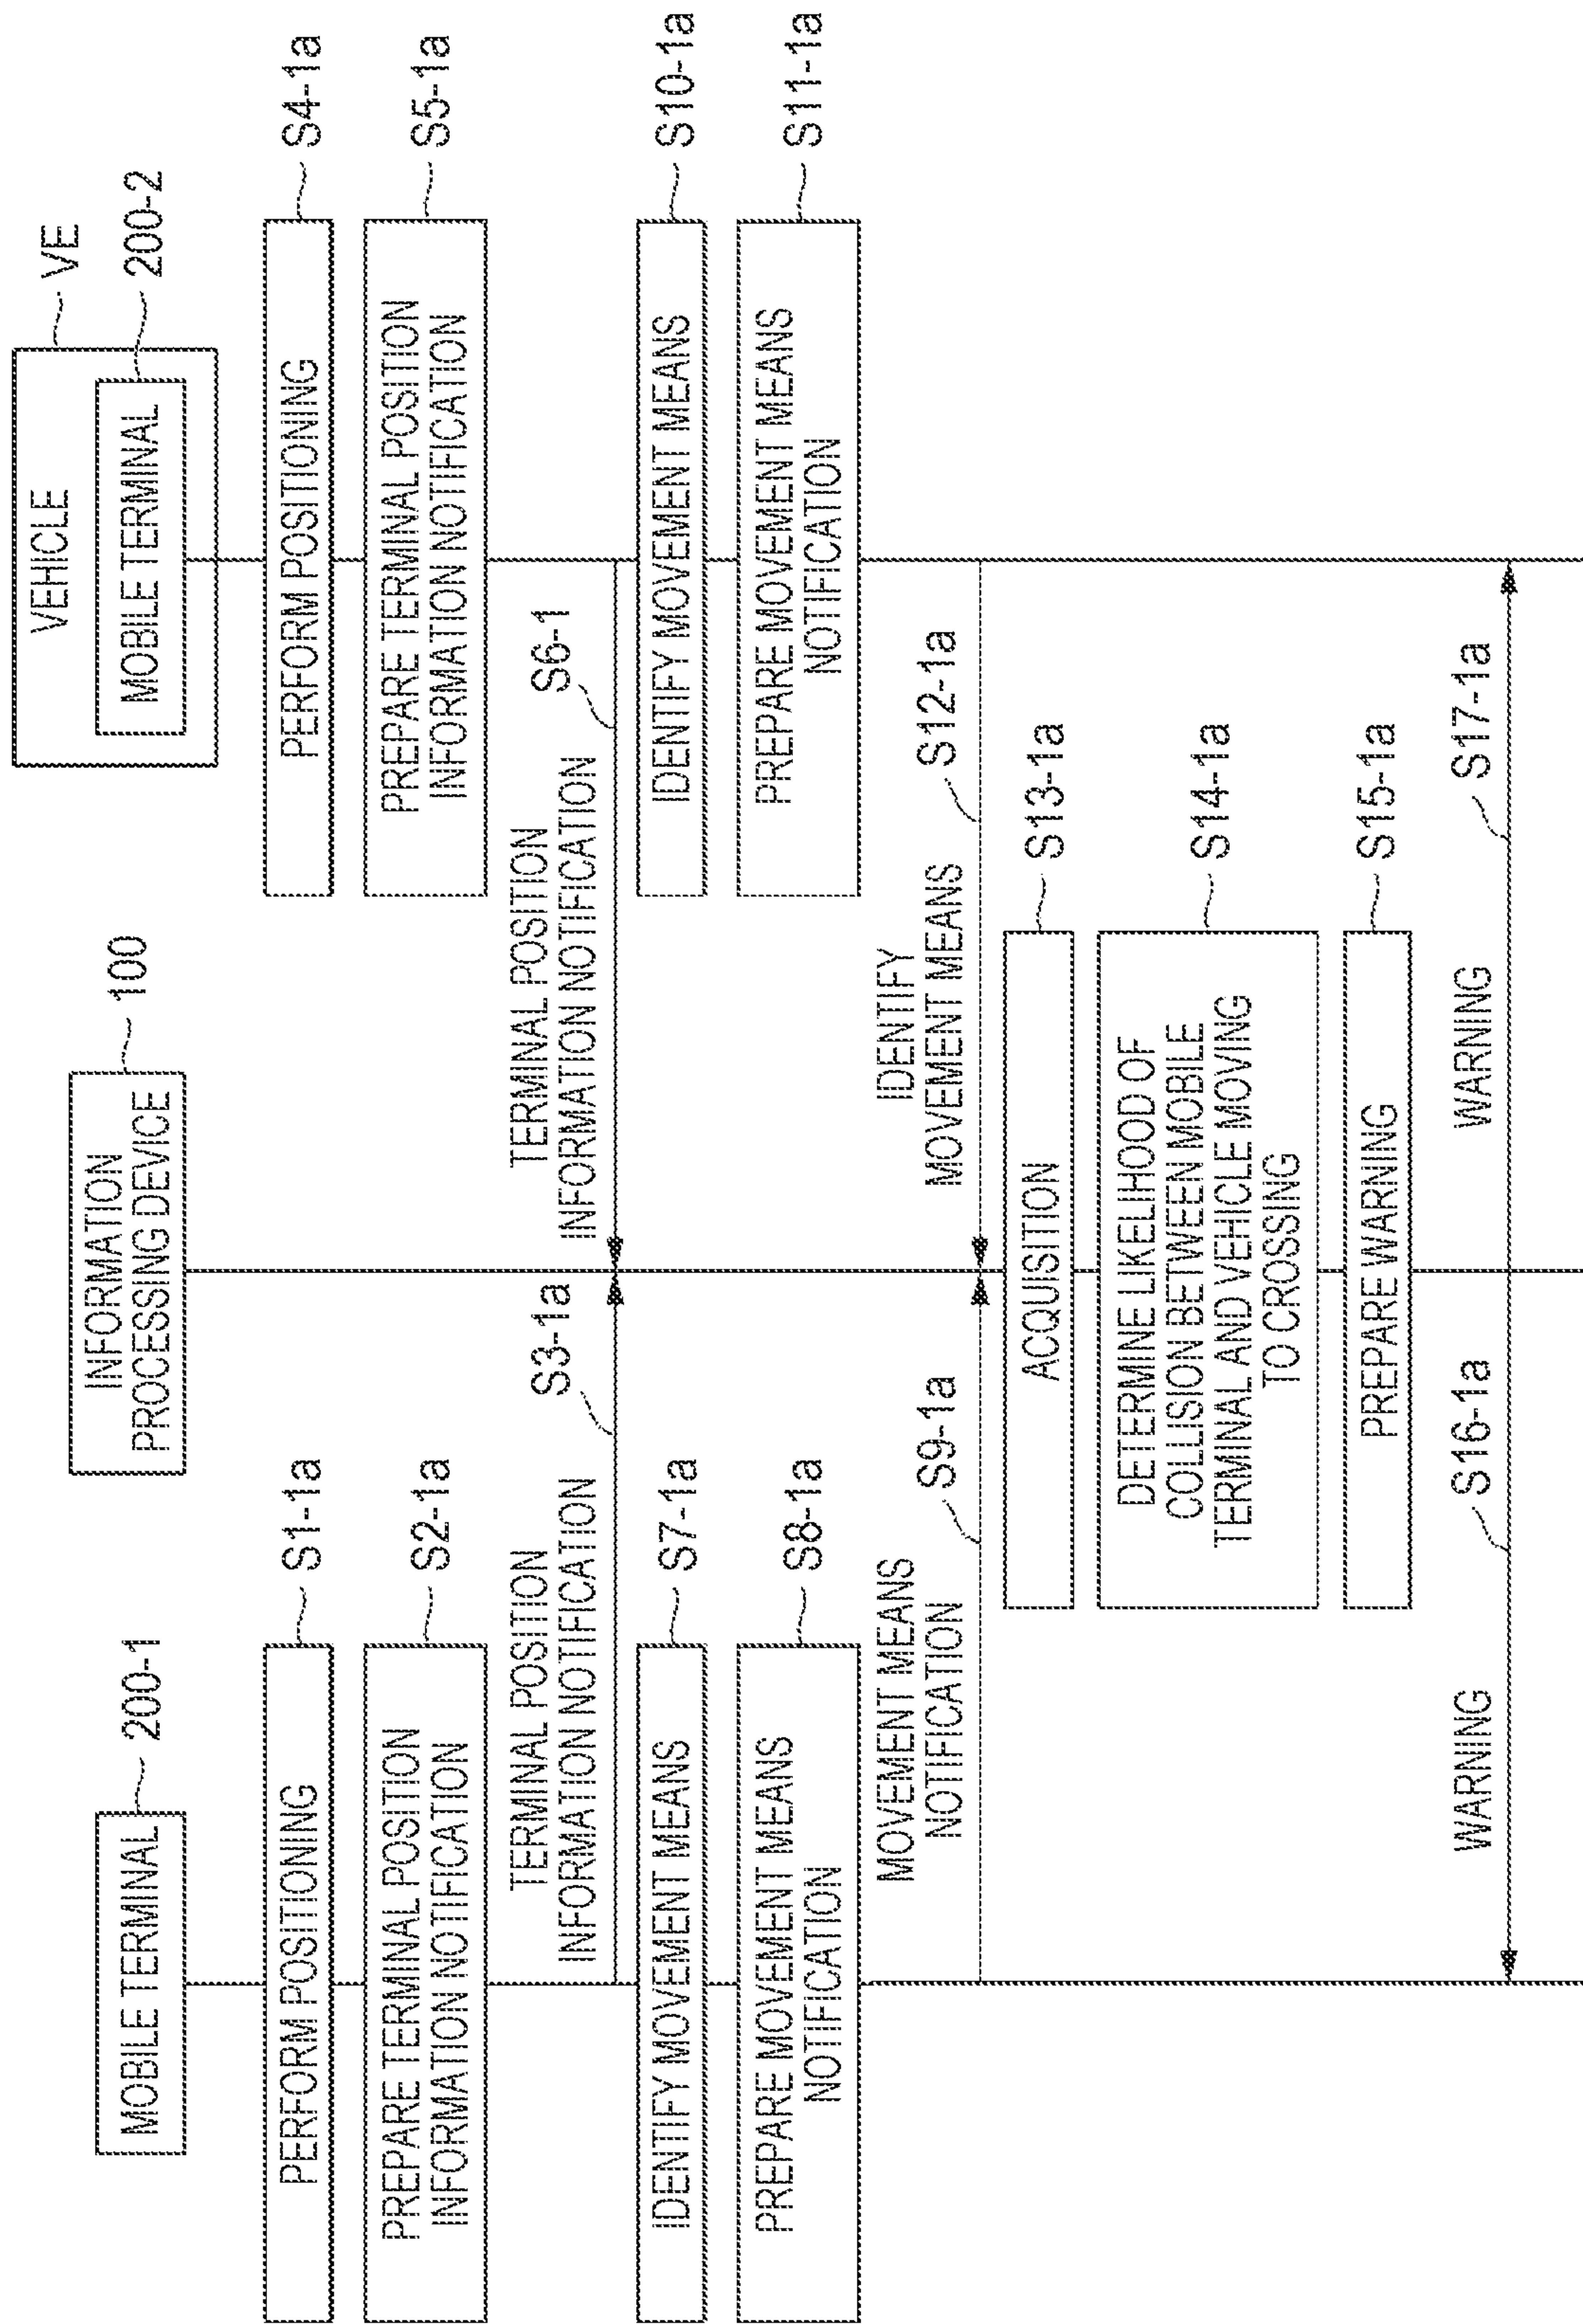 VEHICLE
VE
MOBILE TERMINAL
200-1
INFORMATION
PROCESSING DEVICE
100
MOBILE TERMINAL
200-2
PERFORM POSITIONING
S1-1a
PERFORM POSITIONING
S4-1a
PREPARE TERMINAL POSITION
INFORMATION NOTIFICATION
S2-1a
PREPARE TERMINAL POSITION
INFORMATION NOTIFICATION
S5-1a
TERMINAL POSITION
INFORMATION NOTIFICATION
S3-1a
TERMINAL POSITION
INFORMATION NOTIFICATION
S6-1
IDENTIFY MOVEMENT MEANS
S7-1a
IDENTIFY MOVEMENT MEANS
S10-1a
PREPARE MOVEMENT MEANS
NOTIFICATION
S8-1a
PREPARE MOVEMENT MEANS
NOTIFICATION
S11-1a
MOVEMENT MEANS
NOTIFICATION
S9-1a
IDENTIFY
MOVEMENT MEANS
S12-1a
ACQUISITION
S13-1a
DETERMINE LIKELIHOOD OF
COLLISION BETWEEN MOBILE
TERMINAL AND VEHICLE MOVING
TO CROSSING
S14-1a
PREPARE WARNING
S15-1a
WARNING
S16-1a
WARNING
S17-1a